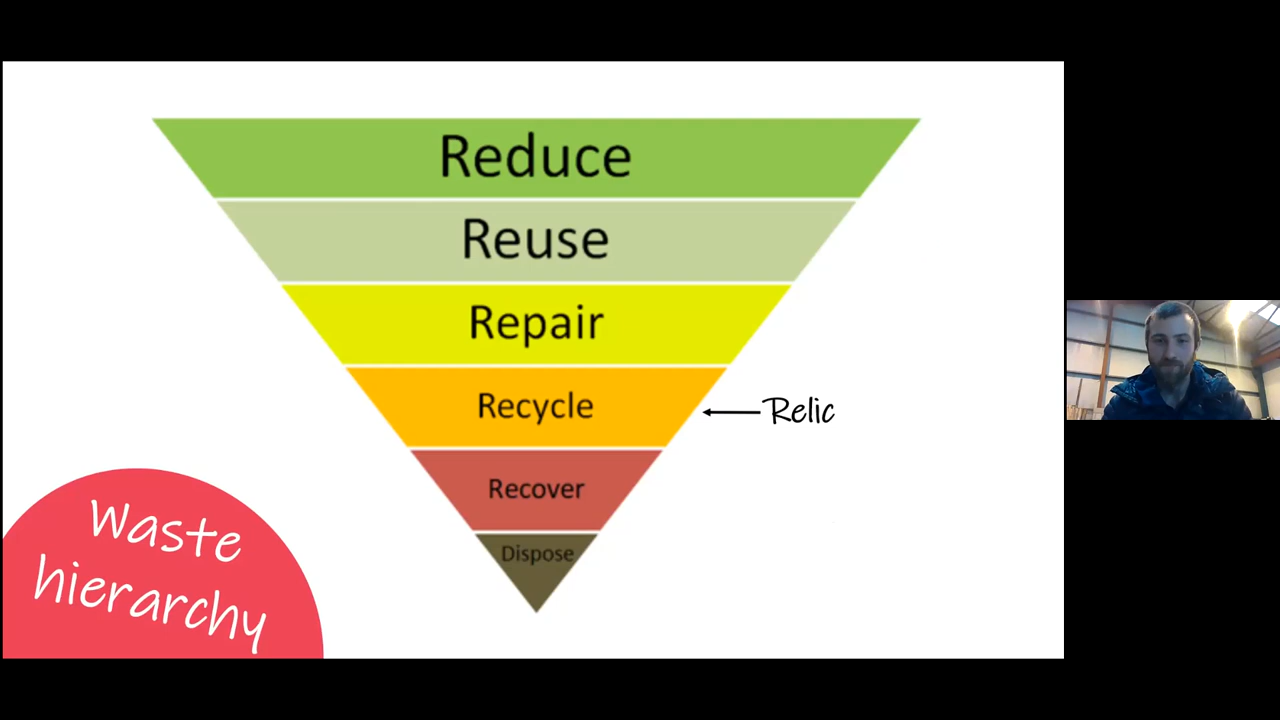 Reduce
Reuse
Repair
Recycle
Relic
Recover
Dispose
Waste
hierarchy